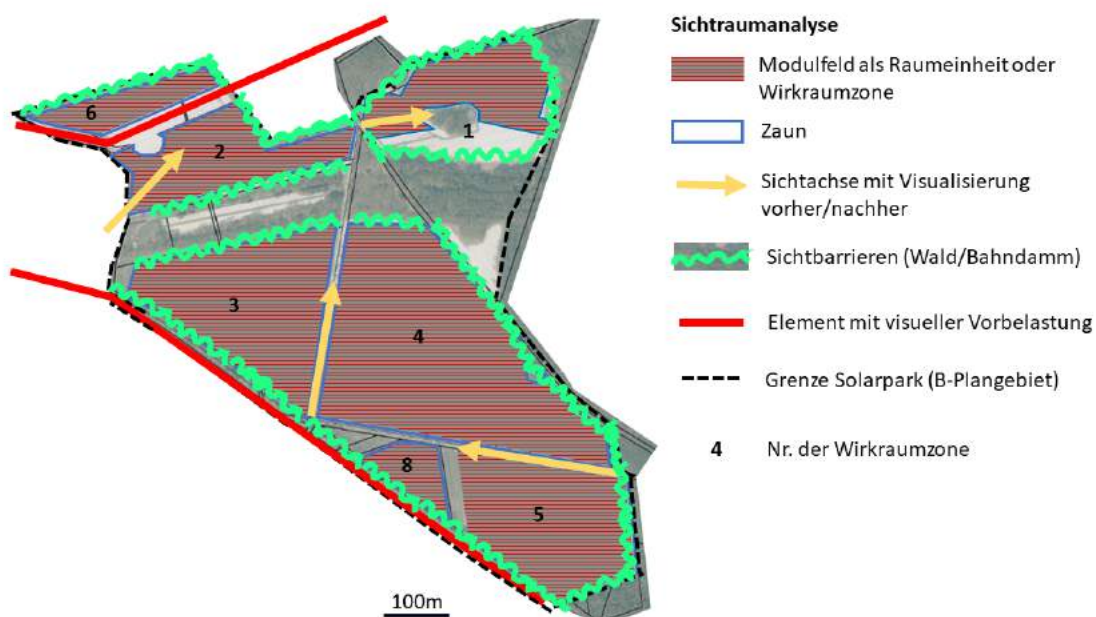 Sichtraumanalyse
Modulfeld als Raumeinheit oder
Wirkraumzone
Zaun
Sichtachse mit Visualisierung
vorher/nachher
Sichtbarrieren (Wald/Bahndamm)
Element mit visueller Vorbelastung
Grenze Solarpark (B-Plangebiet)
4 Nr. der Wirkraumzone
6
1
2
3
4
8
5
100m